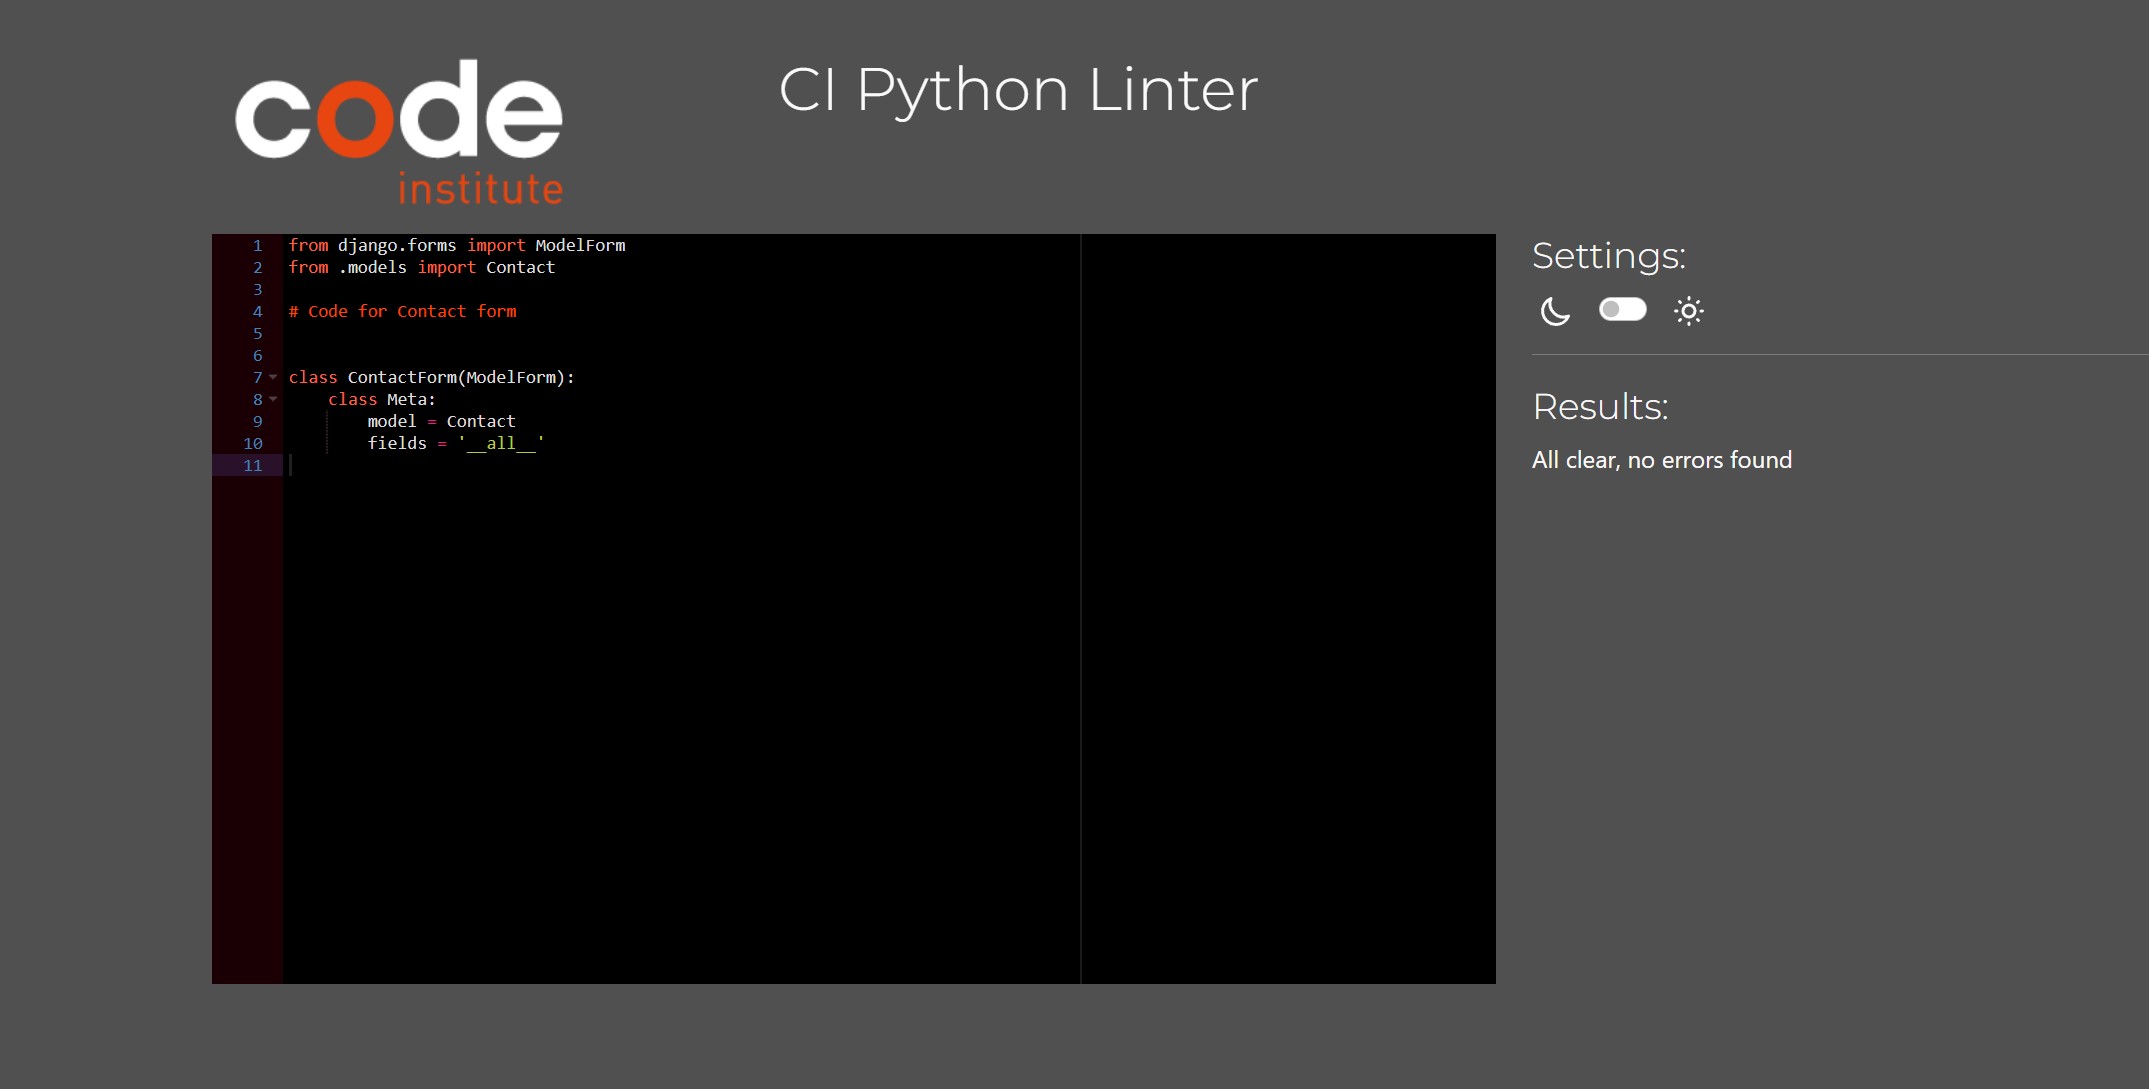 code
institute
CI Python Linter
1 from django.forms import ModelForm
2 from .models import Contact
3
4 # Code for Contact form
5
6
7 class ContactForm(ModelForm):
8     class Meta:
9         model = Contact
10         fields = '__all__'
11
Settings:
Results:
All clear, no errors found